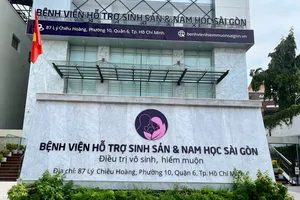 BỆNH VIỆN HỖ TRỢ SINH SẢN & NAM HỌC SÀI GÒN
87 Lý Chiêu Hoàng, Phường 10, Quận 6, Tp. Hồ Chí Minh
BỆNH VIỆN HỖ TRỢ SINH SẢN & NAM HỌC SÀI GÒN
Điều trị vô sinh, hiếm muộn
Địa chỉ: 87 Lý Chiêu Hoàng, Phường 10, Quận 6, Tp. Hồ Chí Minh